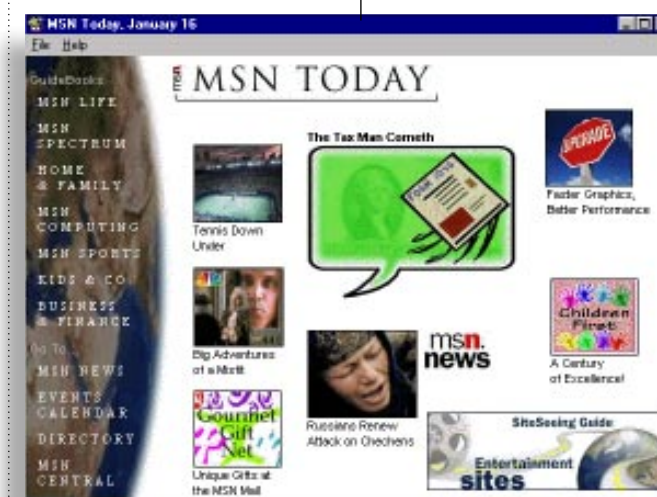 MSN Today, January 16
File Help
GuideBooks
MSN LIFE
MSN
SPECTRUM
HOME
& FAMILY
MSN
COMPUTING
MSN SPORTS
KIDS & CO.
BUSINESS
& FINANCE
Go To...
MSN NEWS
EVENTS
CALENDAR
DIRECTORY
MSN
CENTRAL
msn MSN TODAY
Tennis Down
Under
Big Adventures
of a Misfit
Gourmet
Gift
Net
Unique Gifts at
the MSN Mall
The Tax Man Cometh
FORM 1040
Russians Renew
Attack on Chechens
msn.
news
UPGRADE
Faster Graphics,
Better Performance
Children
First
A Century
of Excellence!
SiteSeeing Guide
Entertainment
sites